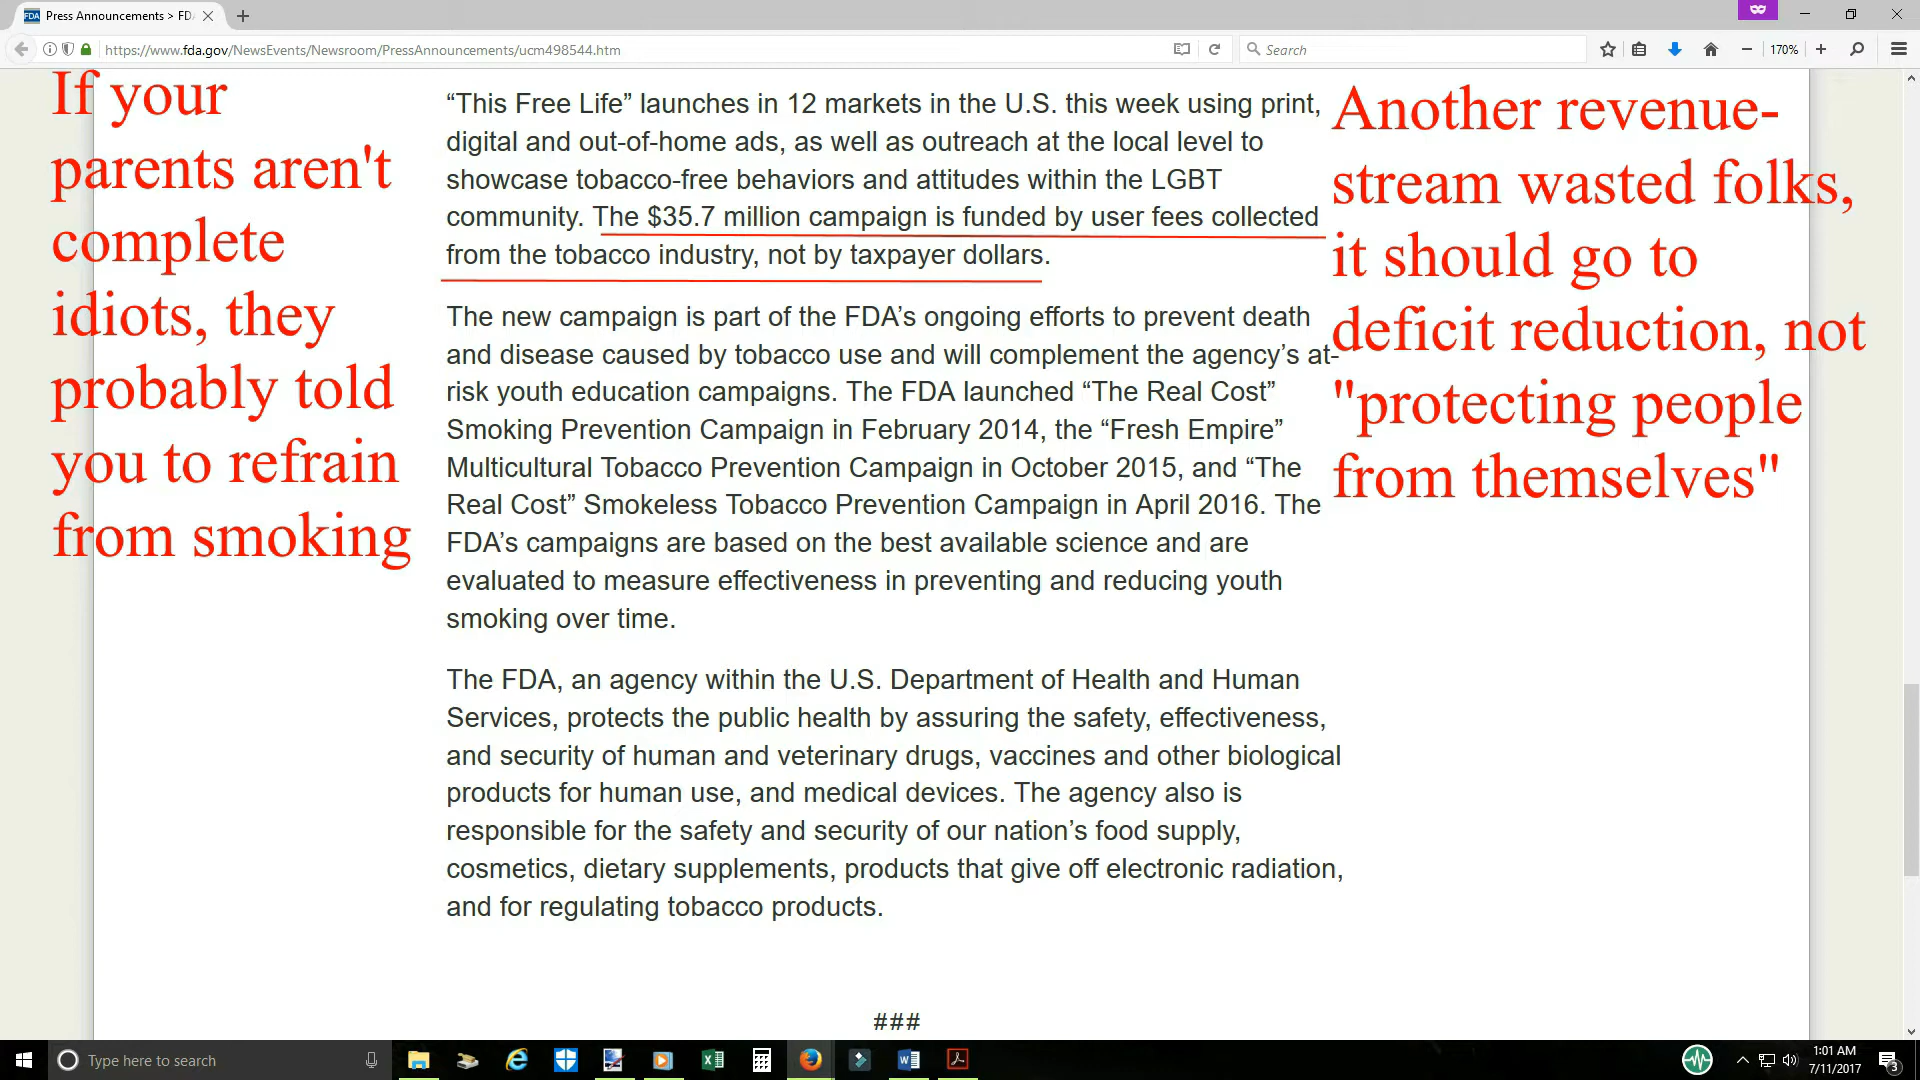 Press Announcements > FD
https://www.fda.gov/NewsEvents/Newsroom/PressAnnouncements/ucm498544.htm
Search
170%
If your
parents aren't
complete
idiots, they
probably told
you to refrain
from smoking
“This Free Life” launches in 12 markets in the U.S. this week using print,
digital and out-of-home ads, as well as outreach at the local level to
showcase tobacco-free behaviors and attitudes within the LGBT
community. The $35.7 million campaign is funded by user fees collected
from the tobacco industry, not by taxpayer dollars.
The new campaign is part of the FDA’s ongoing efforts to prevent death
and disease caused by tobacco use and will complement the agency’s at-
risk youth education campaigns. The FDA launched “The Real Cost”
Smoking Prevention Campaign in February 2014, the “Fresh Empire”
Multicultural Tobacco Prevention Campaign in October 2015, and “The
Real Cost” Smokeless Tobacco Prevention Campaign in April 2016. The
FDA’s campaigns are based on the best available science and are
evaluated to measure effectiveness in preventing and reducing youth
smoking over time.
The FDA, an agency within the U.S. Department of Health and Human
Services, protects the public health by assuring the safety, effectiveness,
and security of human and veterinary drugs, vaccines and other biological
products for human use, and medical devices. The agency also is
responsible for the safety and security of our nation’s food supply,
cosmetics, dietary supplements, products that give off electronic radiation,
and for regulating tobacco products.
###
Another revenue-
stream wasted folks,
it should go to
deficit reduction, not
"protecting people
from themselves"
Type here to search
1:01 AM
7/11/2017
3